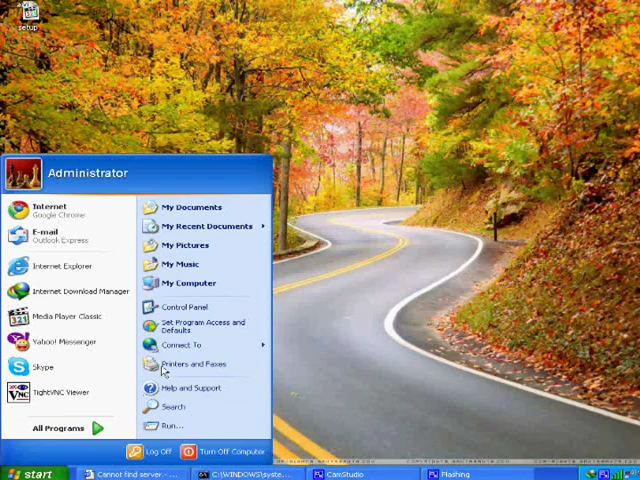 setup
Administrator
Internet
Google Chrome
E-mail
Outlook Express
Internet Explorer
Internet Download Manager
Media Player Classic
Yahoo! Messenger
Skype
TightVNC Viewer
All Programs
My Documents
My Recent Documents
My Pictures
My Music
My Computer
Control Panel
Set Program Access and
Defaults
Connect To
Printers and Faxes
Help and Support
Search
Run...
Log Off
Turn Off Computer
start
Cannot find server - ...
C:\WINDOWS\syste...
CamStudio
Flashing